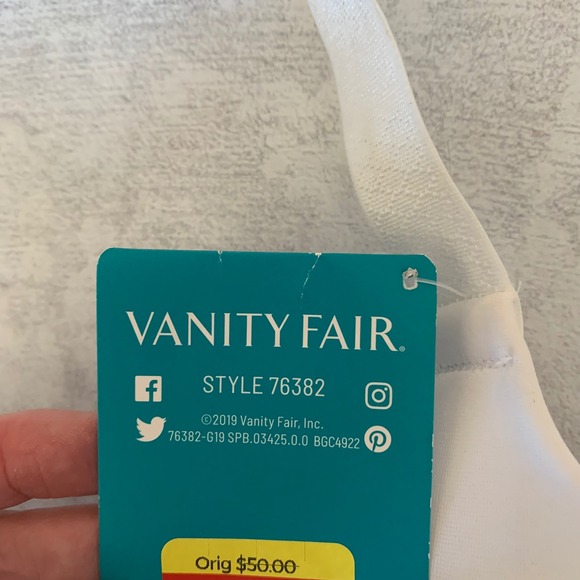 VANITY FAIR®
STYLE 76382
©2019 Vanity Fair, Inc.
76382-G19 SPB.03425.0.0 BGC4922
Orig $50.00